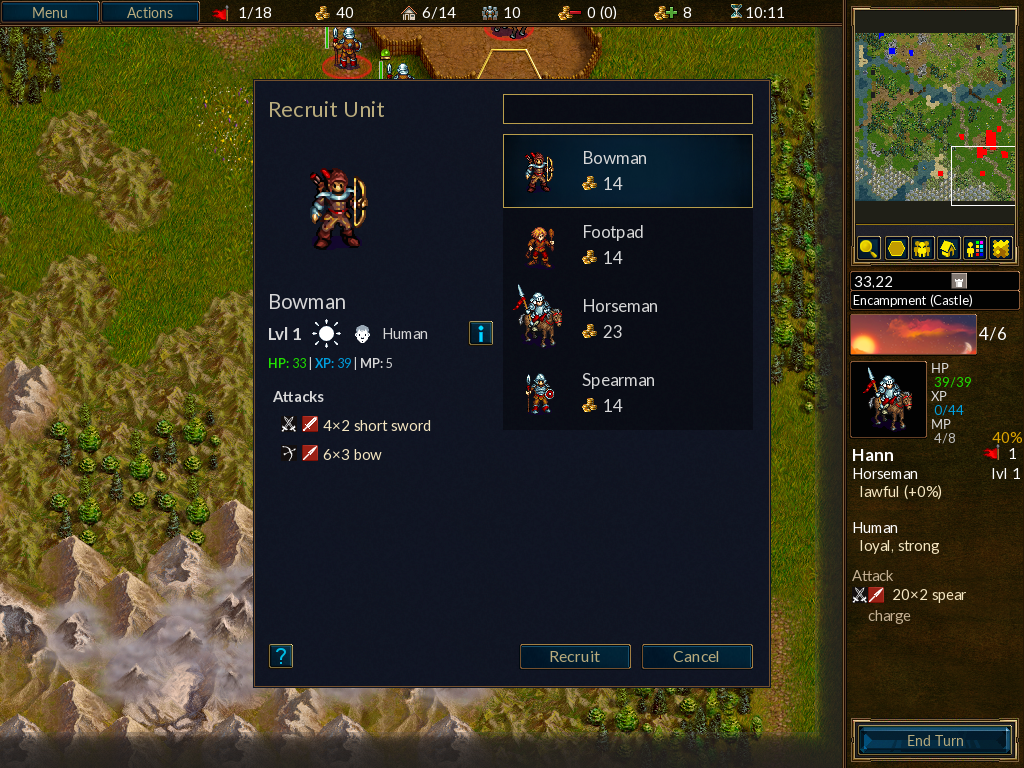 Menu Actions 1/18 40 6/14 10 0 (0) 8 10:11
Recruit Unit
Bowman
14
Footpad
14
Horseman
23
Spearman
14
Bowman
Lvl 1 Human
HP: 33 | XP: 39 | MP: 5
Attacks
4×2 short sword
6×3 bow
?
Recruit Cancel
33,22
Encampment (Castle)
4/6
HP
39/39
XP
0/44
MP
4/8 40%
Hann 1
Horseman lvl 1
lawful (+0%)
Human
loyal, strong
Attack
20×2 spear
charge
End Turn